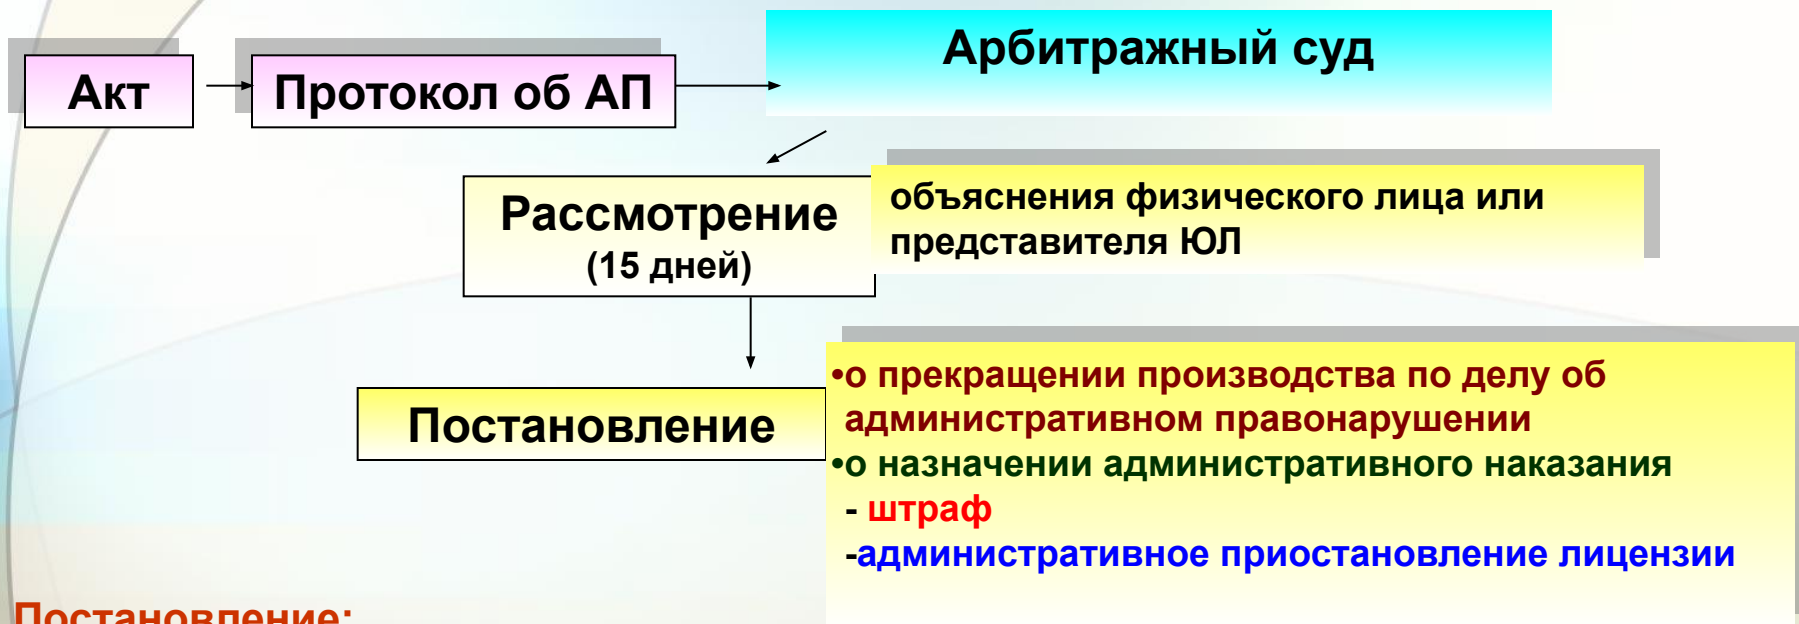 Акт
Протокол об АП
Арбитражный суд
Рассмотрение
(15 дней)
объяснения физического лица или
представителя ЮЛ
Постановление
•о прекращении производства по делу об
административном правонарушении
•о назначении административного наказания
- штраф
-административное приостановление лицензии
Постановление: